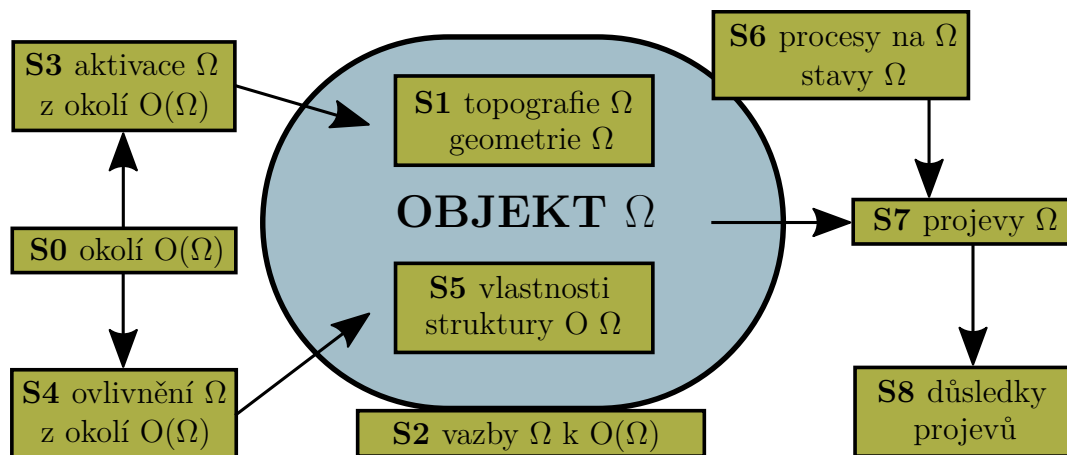 S3 aktivace Ω
z okolí O(Ω)
S0 okolí O(Ω)
S4 ovlivnění Ω
z okolí O(Ω)
S1 topografie Ω
geometrie Ω
OBJEKT Ω
S5 vlastnosti
struktury O Ω
S2 vazby Ω k O(Ω)
S6 procesy na Ω
stavy Ω
S7 projevy Ω
S8 důsledky
projevů